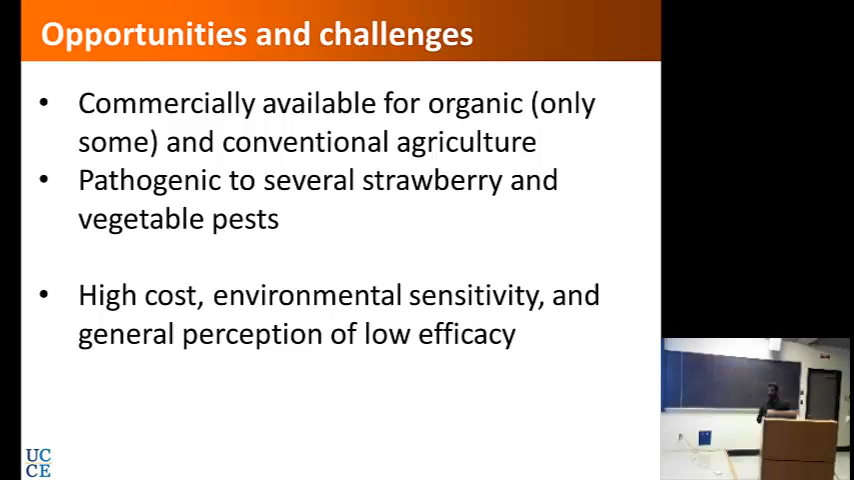 Opportunities and challenges
• Commercially available for organic (only
some) and conventional agriculture
• Pathogenic to several strawberry and
vegetable pests
• High cost, environmental sensitivity, and
general perception of low efficacy
UC
CE